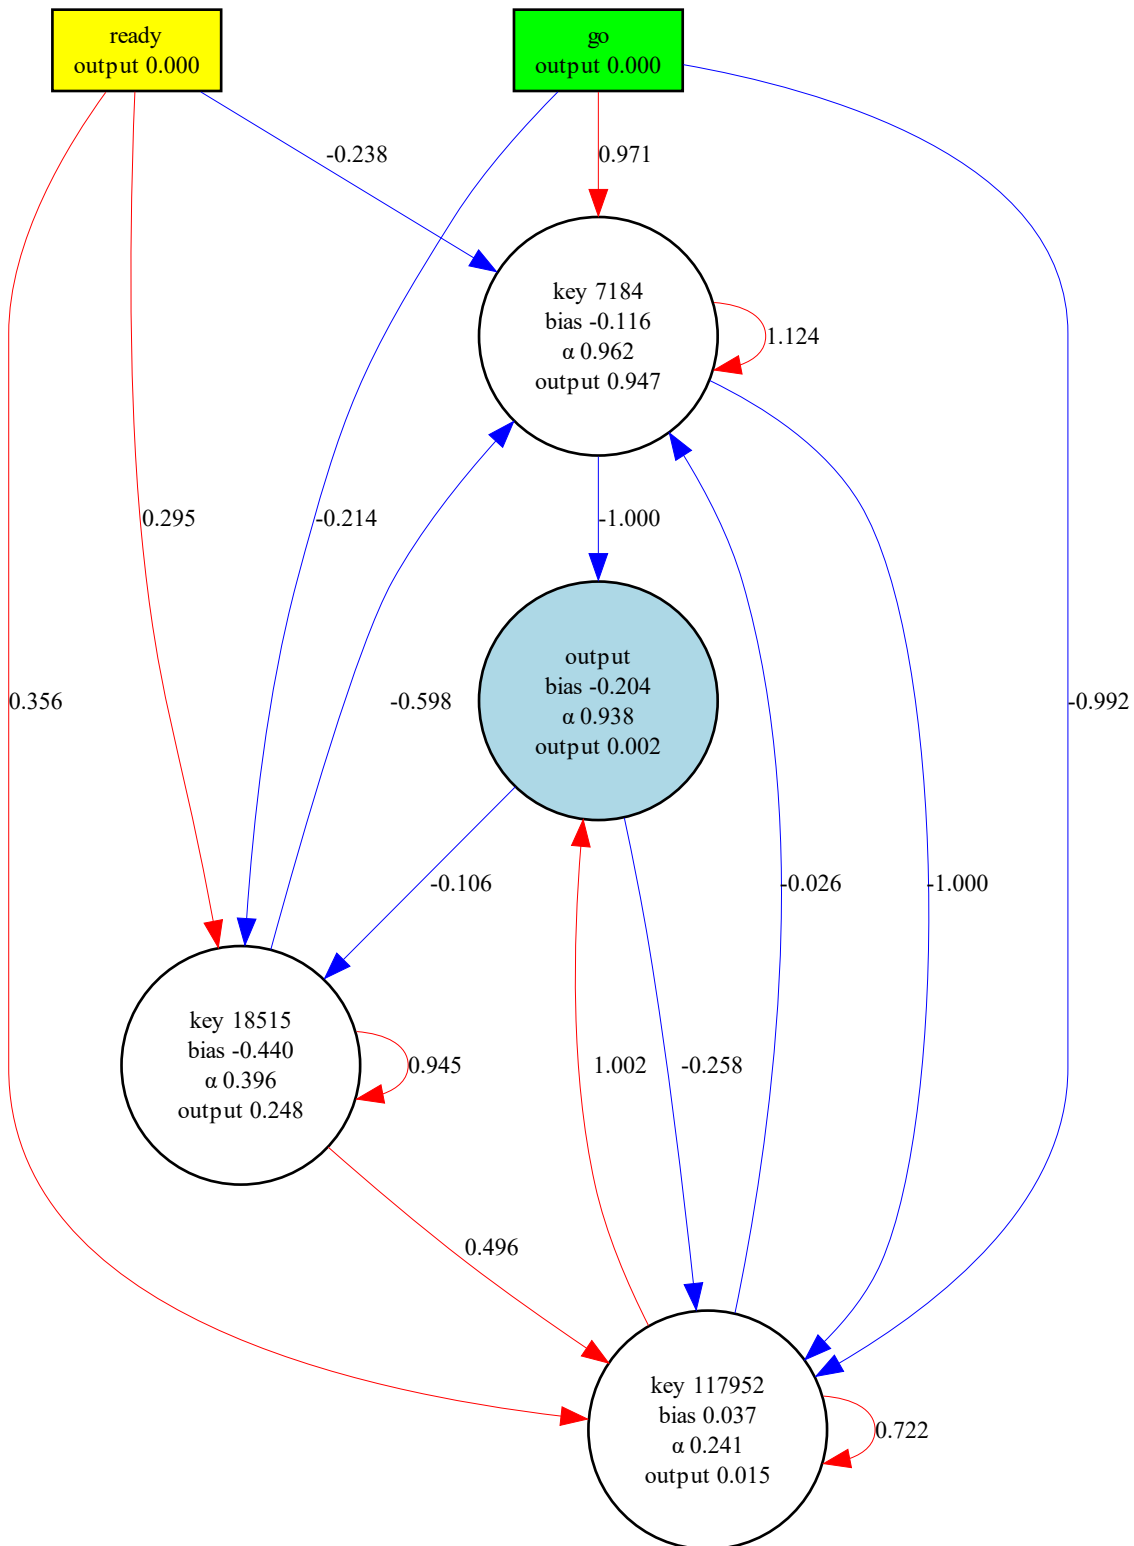 ready
output 0.000
go
output 0.000
-0.238
0.971
key 7184
bias -0.116
α 0.962
output 0.947
1.124
0.295
-0.214
-1.000
output
bias -0.204
α 0.938
output 0.002
0.356
-0.598
-0.992
-0.106
-0.026
-1.000
key 18515
bias -0.440
α 0.396
output 0.248
0.945
1.002
-0.258
0.496
key 117952
bias 0.037
α 0.241
output 0.015
0.722